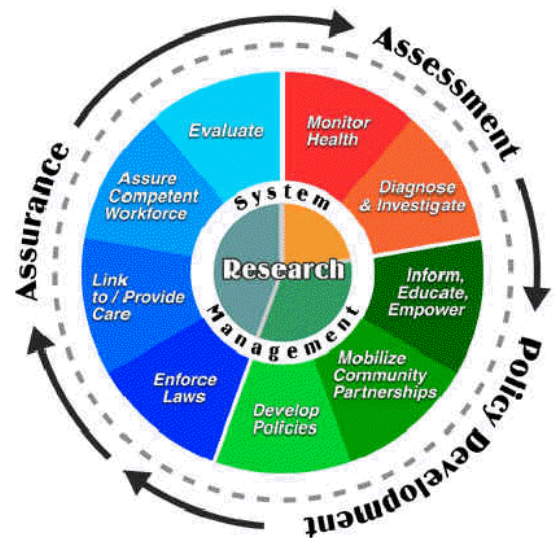 Assessment
Policy Development
Assurance
Monitor
Health
Diagnose
& Investigate
Inform,
Educate,
Empower
Mobilize
Community
Partnerships
Develop
Policies
Enforce
Laws
Link
to / Provide
Care
Assure
Competent
Workforce
Evaluate
System
Management
Research